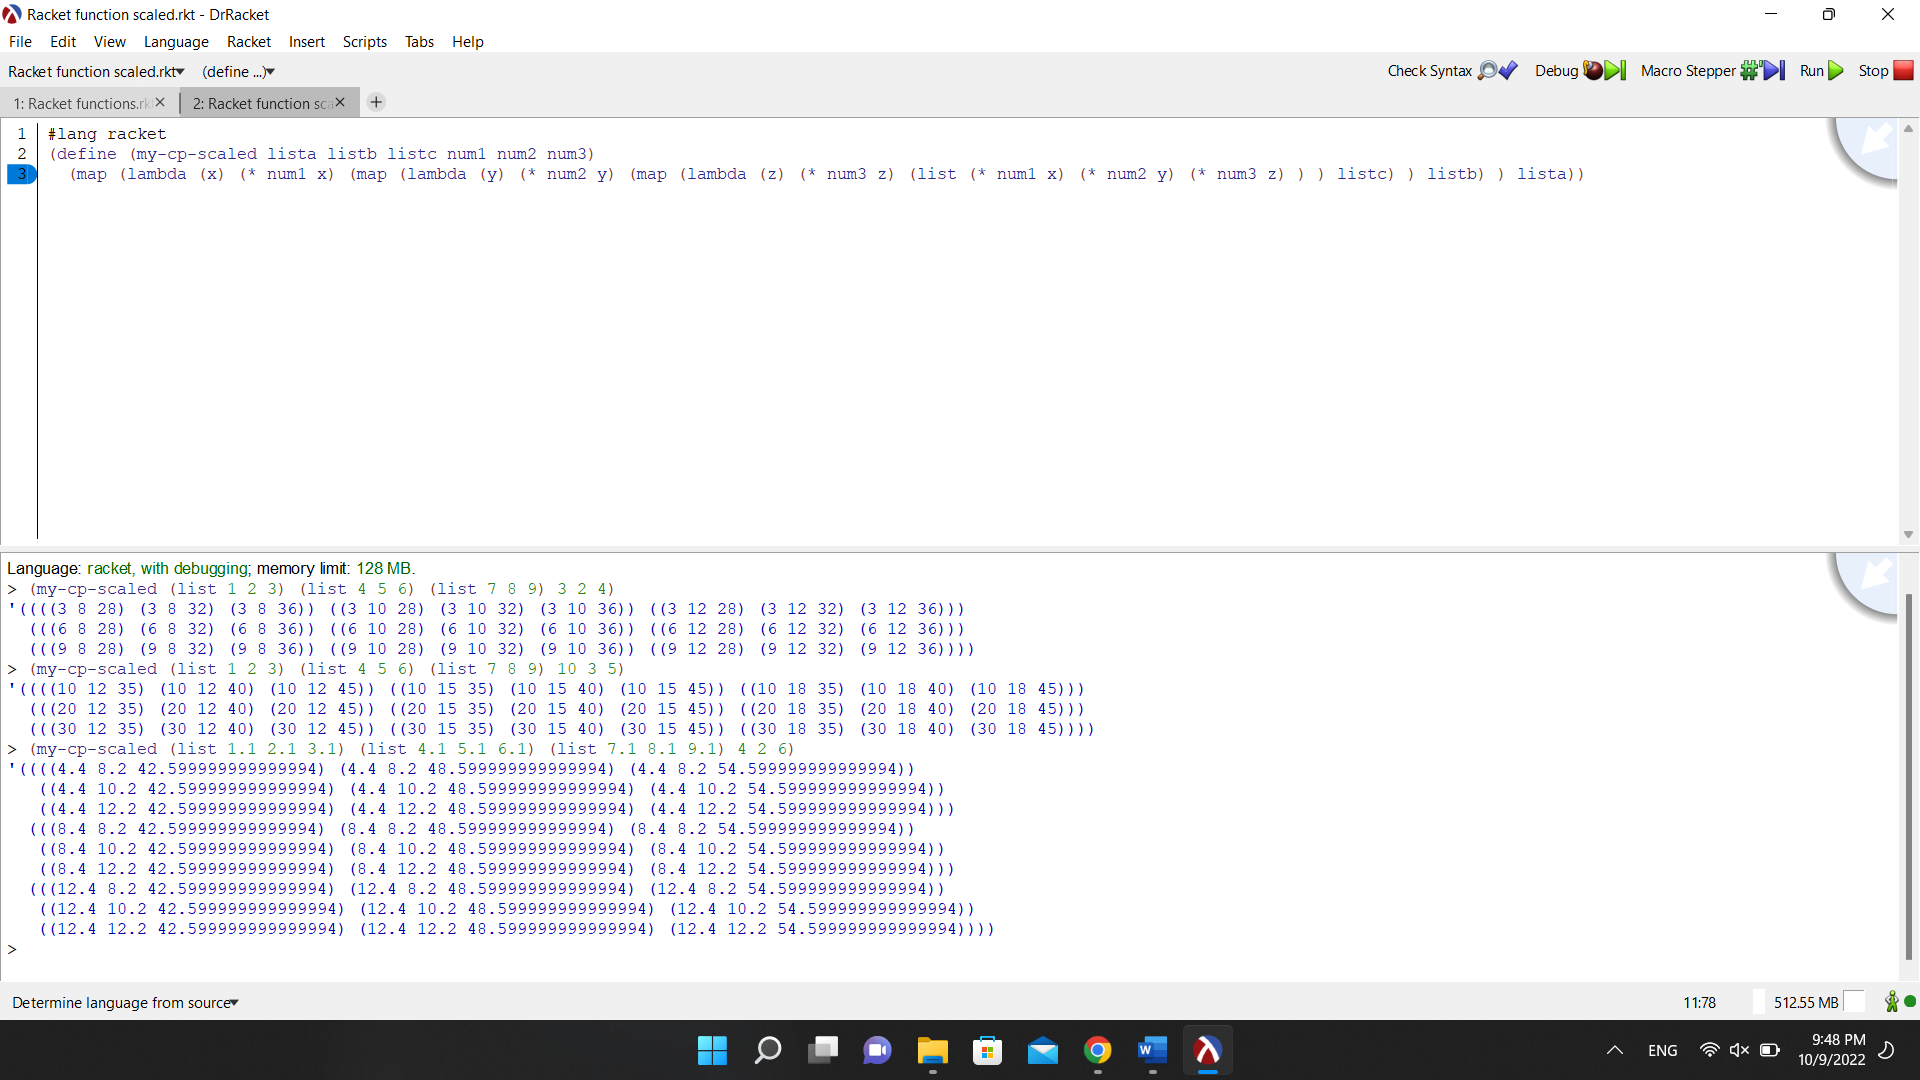 Racket function scaled.rkt - DrRacket
File Edit View Language Racket Insert Scripts Tabs Help
Racket function scaled.rkt▾ (define ...)▾ Check Syntax Debug Macro Stepper Run Stop
1: Racket functions.rk 2: Racket function sca
1 #lang racket
2 (define (my-cp-scaled lista listb listc num1 num2 num3)
3 (map (lambda (x) (* num1 x) (map (lambda (y) (* num2 y) (map (lambda (z) (* num3 z) (list (* num1 x) (* num2 y) (* num3 z) ) ) listc) ) listb) ) lista))
Language: racket, with debugging; memory limit: 128 MB.
> (my-cp-scaled (list 1 2 3) (list 4 5 6) (list 7 8 9) 3 2 4)
'((((3 8 28) (3 8 32) (3 8 36)) ((3 10 28) (3 10 32) (3 10 36)) ((3 12 28) (3 12 32) (3 12 36)))
(((6 8 28) (6 8 32) (6 8 36)) ((6 10 28) (6 10 32) (6 10 36)) ((6 12 28) (6 12 32) (6 12 36)))
(((9 8 28) (9 8 32) (9 8 36)) ((9 10 28) (9 10 32) (9 10 36)) ((9 12 28) (9 12 32) (9 12 36))))
> (my-cp-scaled (list 1 2 3) (list 4 5 6) (list 7 8 9) 10 3 5)
'((((10 12 35) (10 12 40) (10 12 45)) ((10 15 35) (10 15 40) (10 15 45)) ((10 18 35) (10 18 40) (10 18 45)))
(((20 12 35) (20 12 40) (20 12 45)) ((20 15 35) (20 15 40) (20 15 45)) ((20 18 35) (20 18 40) (20 18 45)))
(((30 12 35) (30 12 40) (30 12 45)) ((30 15 35) (30 15 40) (30 15 45)) ((30 18 35) (30 18 40) (30 18 45))))
> (my-cp-scaled (list 1.1 2.1 3.1) (list 4.1 5.1 6.1) (list 7.1 8.1 9.1) 4 2 6)
'((((4.4 8.2 42.599999999999994) (4.4 8.2 48.599999999999994) (4.4 8.2 54.599999999999994))
((4.4 10.2 42.599999999999994) (4.4 10.2 48.599999999999994) (4.4 10.2 54.599999999999994))
((4.4 12.2 42.599999999999994) (4.4 12.2 48.599999999999994) (4.4 12.2 54.599999999999994)))
(((8.4 8.2 42.599999999999994) (8.4 8.2 48.599999999999994) (8.4 8.2 54.599999999999994))
((8.4 10.2 42.599999999999994) (8.4 10.2 48.599999999999994) (8.4 10.2 54.599999999999994))
((8.4 12.2 42.599999999999994) (8.4 12.2 48.599999999999994) (8.4 12.2 54.599999999999994)))
(((12.4 8.2 42.599999999999994) (12.4 8.2 48.599999999999994) (12.4 8.2 54.599999999999994))
((12.4 10.2 42.599999999999994) (12.4 10.2 48.599999999999994) (12.4 10.2 54.599999999999994))
((12.4 12.2 42.599999999999994) (12.4 12.2 48.599999999999994) (12.4 12.2 54.599999999999994))))
>
Determine language from source▾ 11:78 512.55 MB
ENG 9:48 PM
10/9/2022